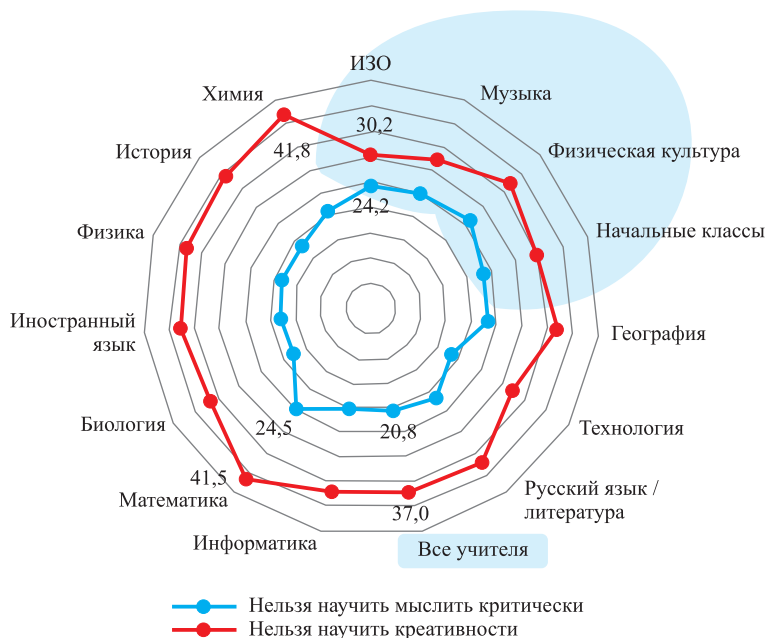 ИЗО
Химия
Музыка
30,2
41,8
История
Физическая культура
24,2
Физика
Начальные классы
Иностранный
язык
География
Биология
24,5
20,8
Технология
41,5
Математика
37,0
Русский язык /
литература
Информатика
Все учителя
Нельзя научить мыслить критически
Нельзя научить креативности